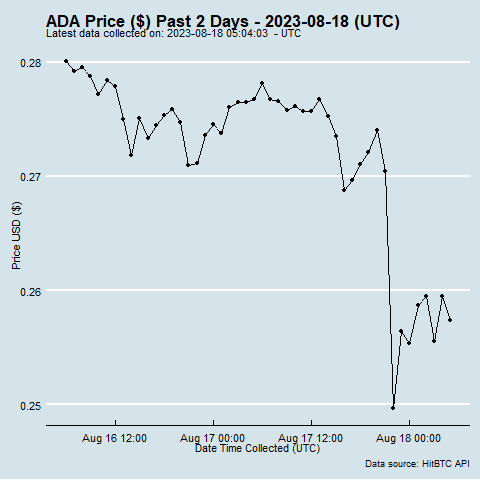 ADA Price ($) Past 2 Days - 2023-08-18 (UTC)
Latest data collected on: 2023-08-18 05:04:03 - UTC
0.28
0.27
0.26
0.25
Price USD ($)
Aug 16 12:00 Aug 17 00:00 Aug 17 12:00 Aug 18 00:00
Date Time Collected (UTC)
Data source: HitBTC API